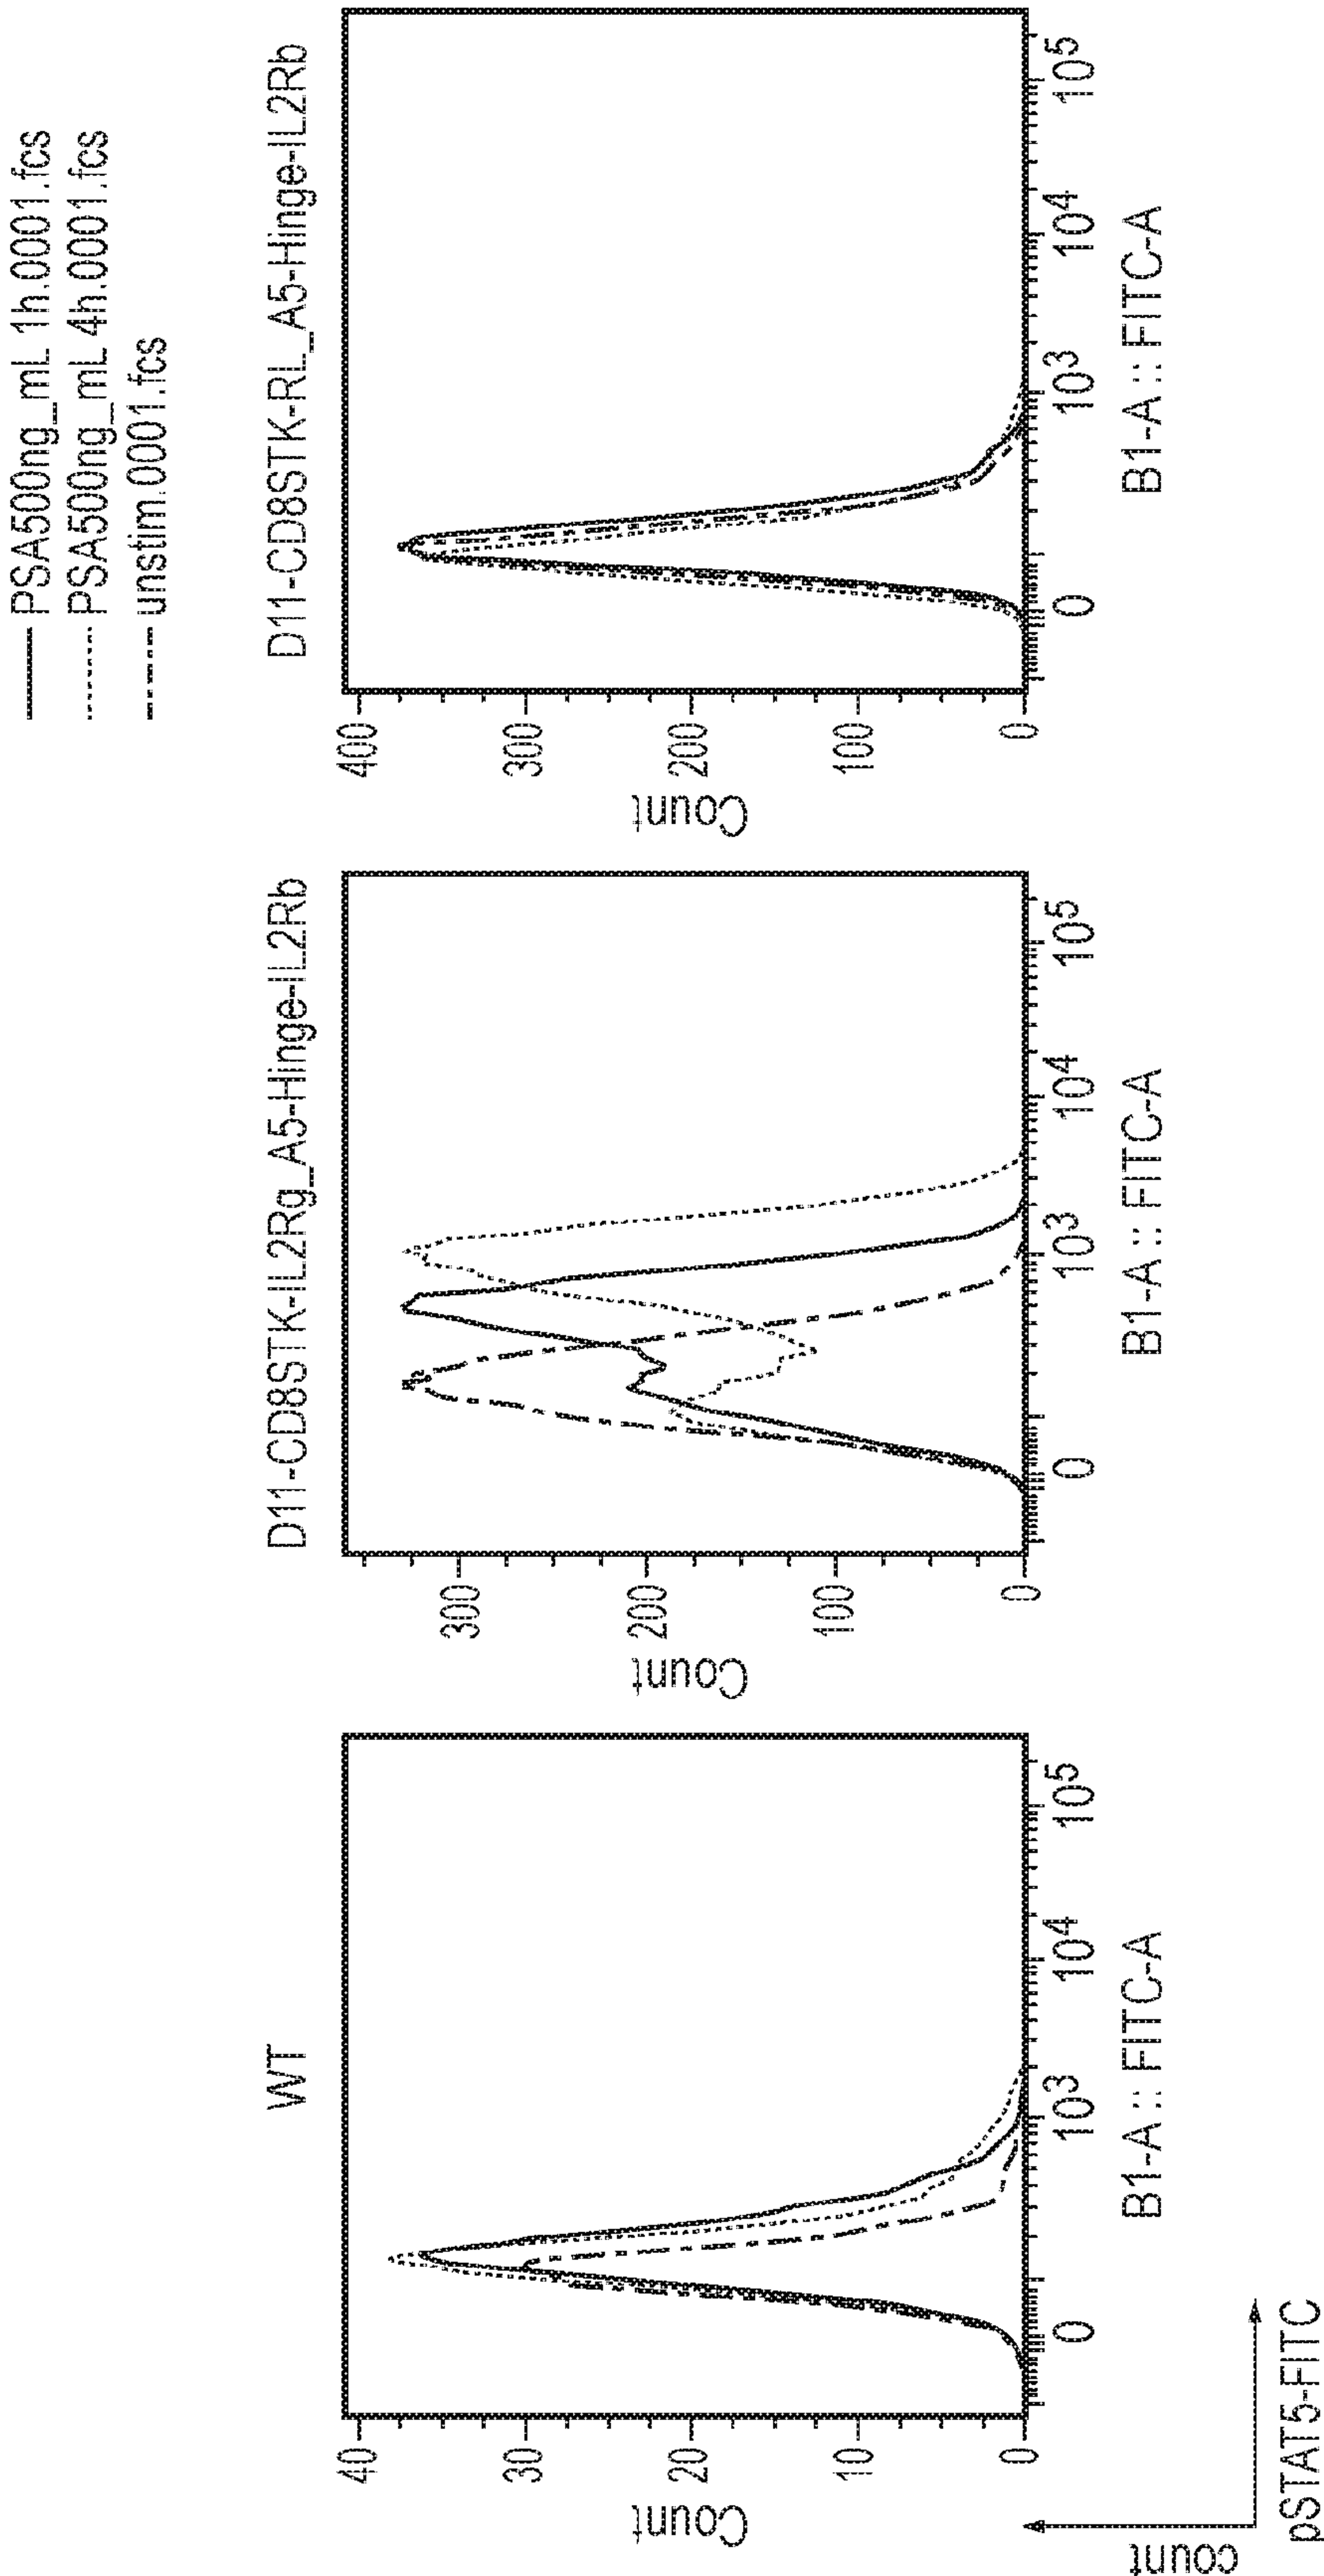 PSA500ng_mL 1h.0001.fcs
PSA500ng_mL 4h.0001.fcs
unstim.0001.fcs
WT
40
30
20
10
0
Count
0
10³
10⁴
10⁵
B1-A :: FITC-A
D11-CD8STK-IL2Rg_A5-Hinge-IL2Rb
300
200
100
0
Count
0
10³
10⁴
10⁵
B1-A :: FITC-A
D11-CD8STK-RL_A5-Hinge-IL2Rb
400
300
200
100
0
Count
0
10³
10⁴
10⁵
B1-A :: FITC-A
count
pSTAT5-FITC